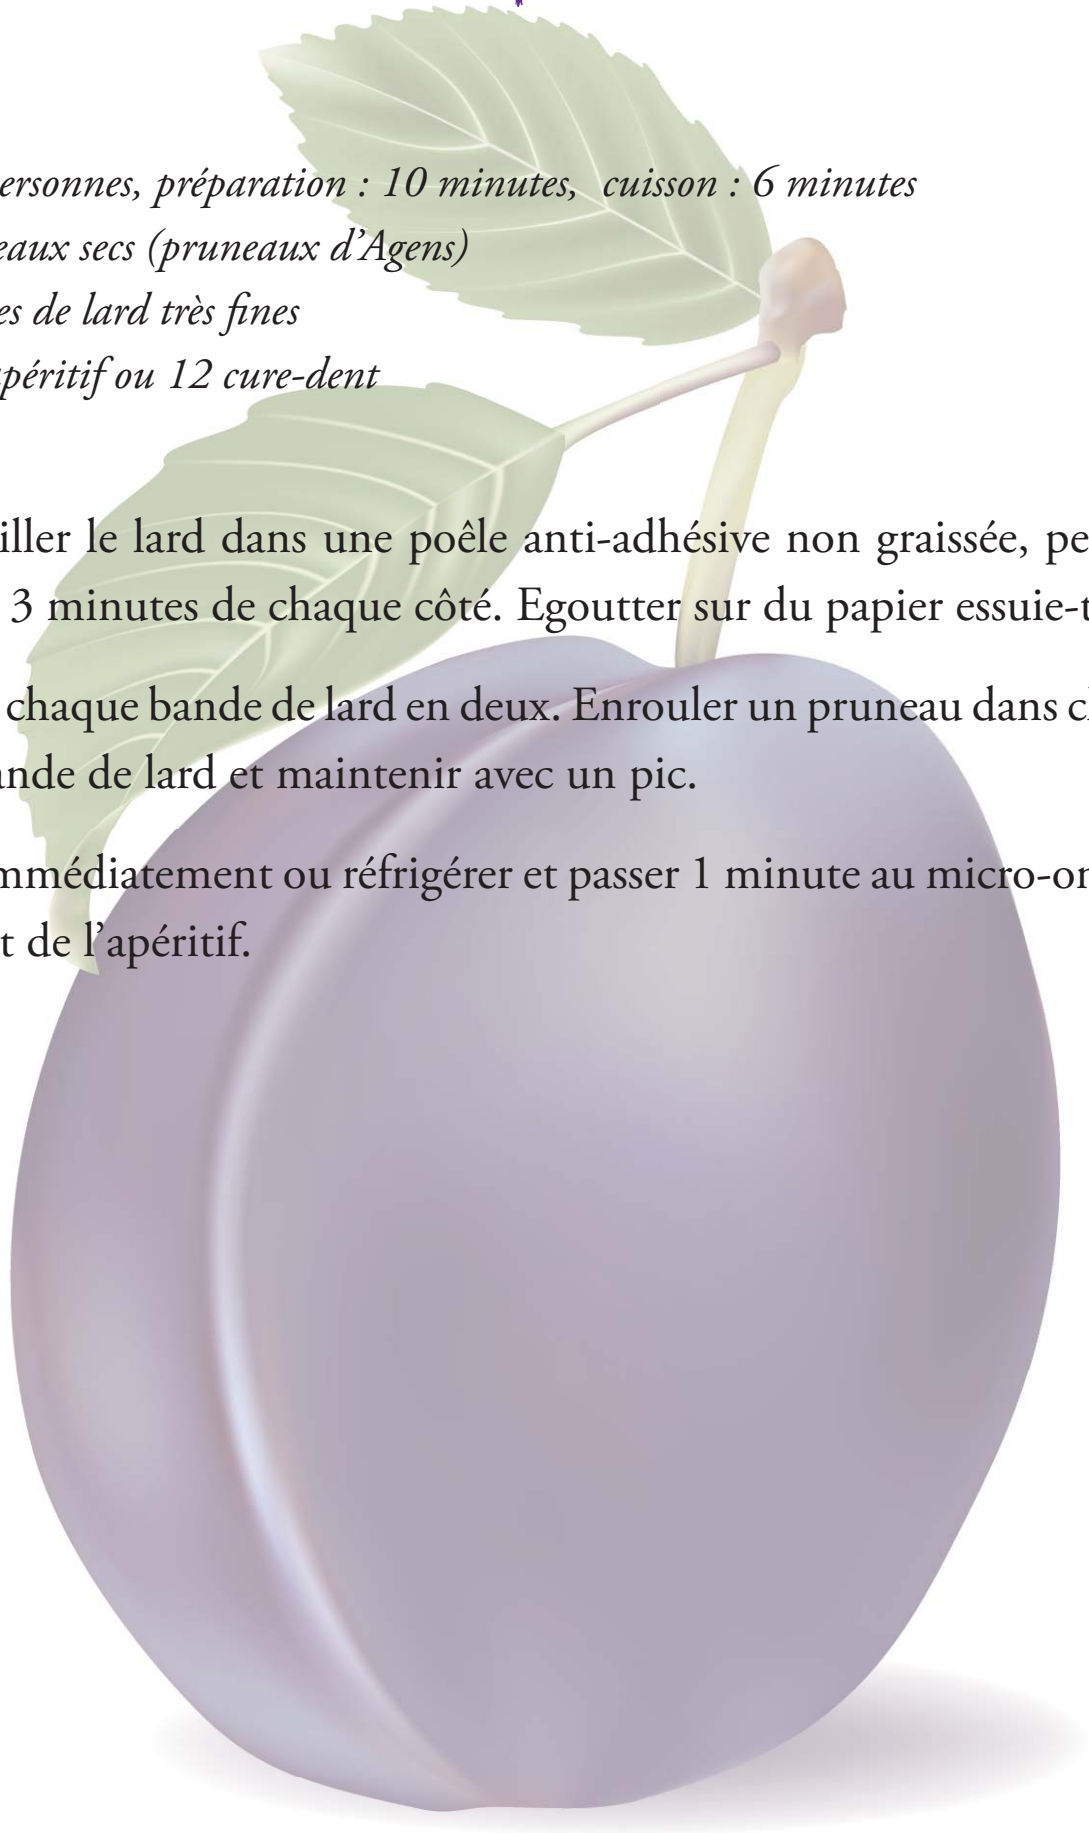 ersonnes, préparation : 10 minutes, cuisson : 6 minutes
eaux secs (pruneaux d’Agens)
es de lard très fines
apéritif ou 12 cure-dent
iller le lard dans une poêle anti-adhésive non graissée, pe
3 minutes de chaque côté. Egoutter sur du papier essuie-t
chaque bande de lard en deux. Enrouler un pruneau dans c
ande de lard et maintenir avec un pic.
mmédiatement ou réfrigérer et passer 1 minute au micro-on
t de l’apéritif.